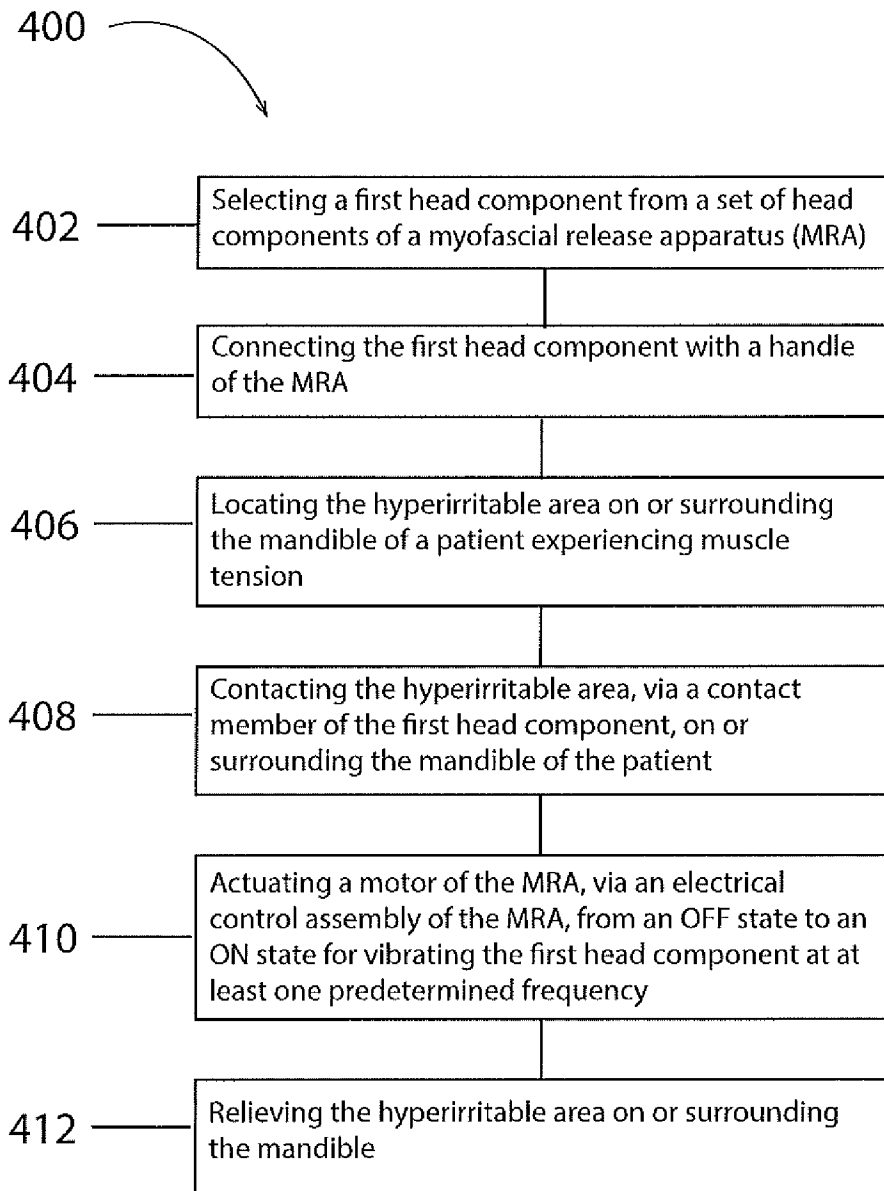 400
402
Selecting a first head component from a set of head
components of a myofascial release apparatus (MRA)
404
Connecting the first head component with a handle
of the MRA
406
Locating the hyperirritable area on or surrounding
the mandible of a patient experiencing muscle
tension
408
Contacting the hyperirritable area, via a contact
member of the first head component, on or
surrounding the mandible of the patient
410
Actuating a motor of the MRA, via an electrical
control assembly of the MRA, from an OFF state to an
ON state for vibrating the first head component at at
least one predetermined frequency
412
Relieving the hyperirritable area on or surrounding
the mandible